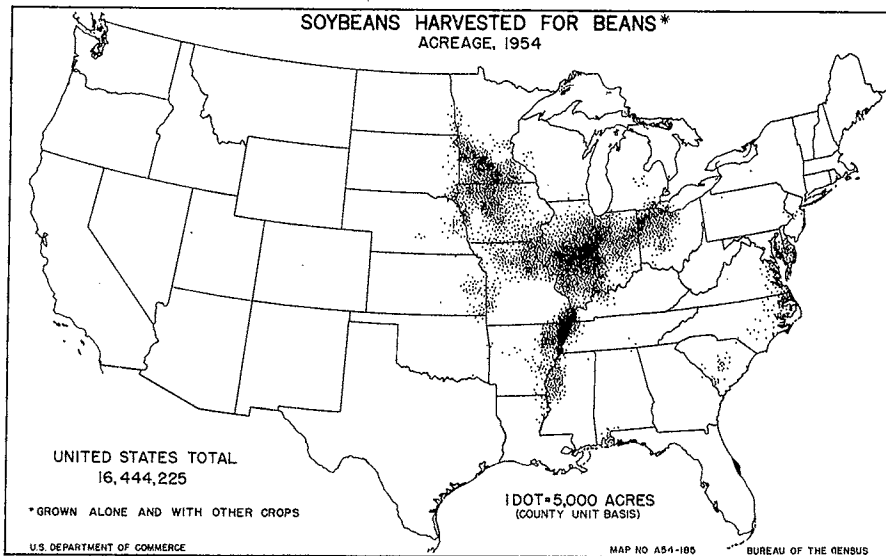 SOYBEANS HARVESTED FOR BEANS*
ACREAGE, 1954
UNITED STATES TOTAL
16,444,225
*GROWN ALONE AND WITH OTHER CROPS
1 DOT=5,000 ACRES
(COUNTY UNIT BASIS)
U.S. DEPARTMENT OF COMMERCE
MAP NO A54-185
BUREAU OF THE CENSUS